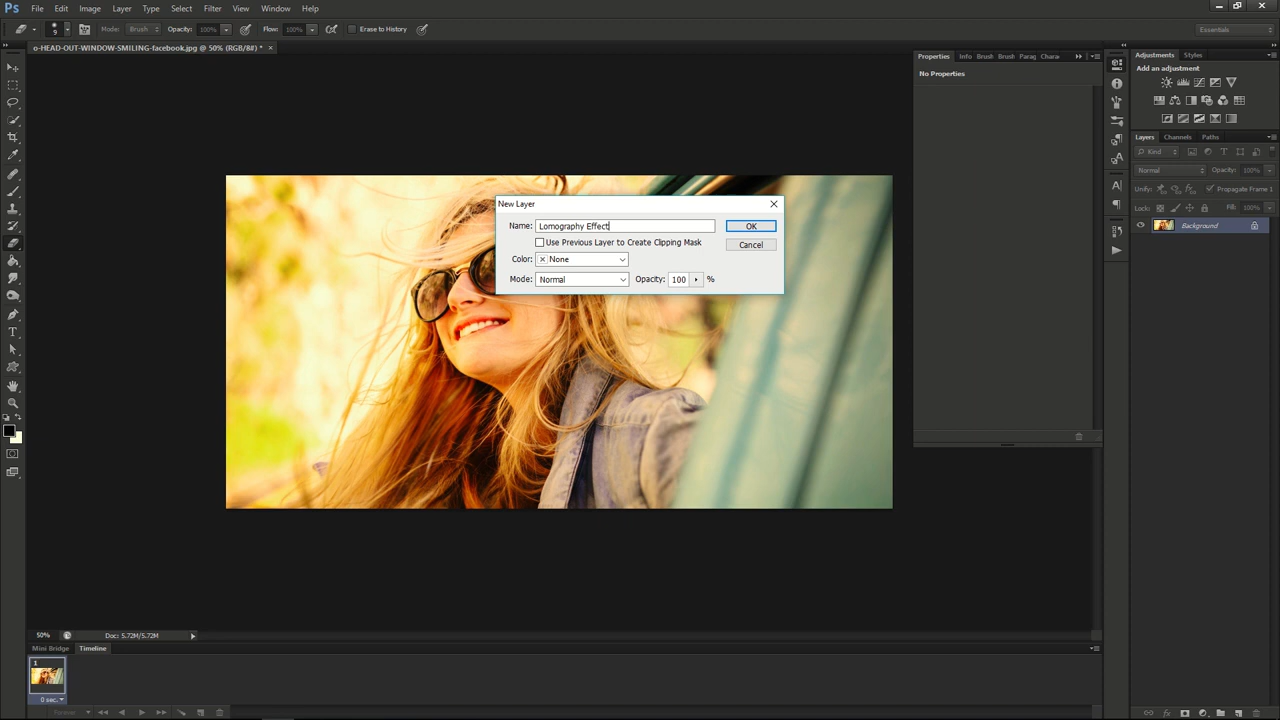 Ps File Edit Image Layer Type Select Filter View Window Help
9 Mode: Brush Opacity: 100% Flow: 100% Erase to History Essentials
o-HEAD-OUT-WINDOW-SMILING-facebook.jpg @ 50% (RGB/8#) * ×
Properties Info Brush Brush Parag Chara
No Properties
Adjustments Styles
Add an adjustment
Layers Channels Paths
Kind
Normal Opacity: 100%
Unify: Propagate Frame 1
Lock: Fill: 100%
Background
New Layer
Name: Lomography Effect OK
Use Previous Layer to Create Clipping Mask
Cancel
Color: None
Mode: Normal Opacity: 100 %
50% Doc: 5.72M/5.72M
Mini Bridge Timeline
1
0 sec.
Forever